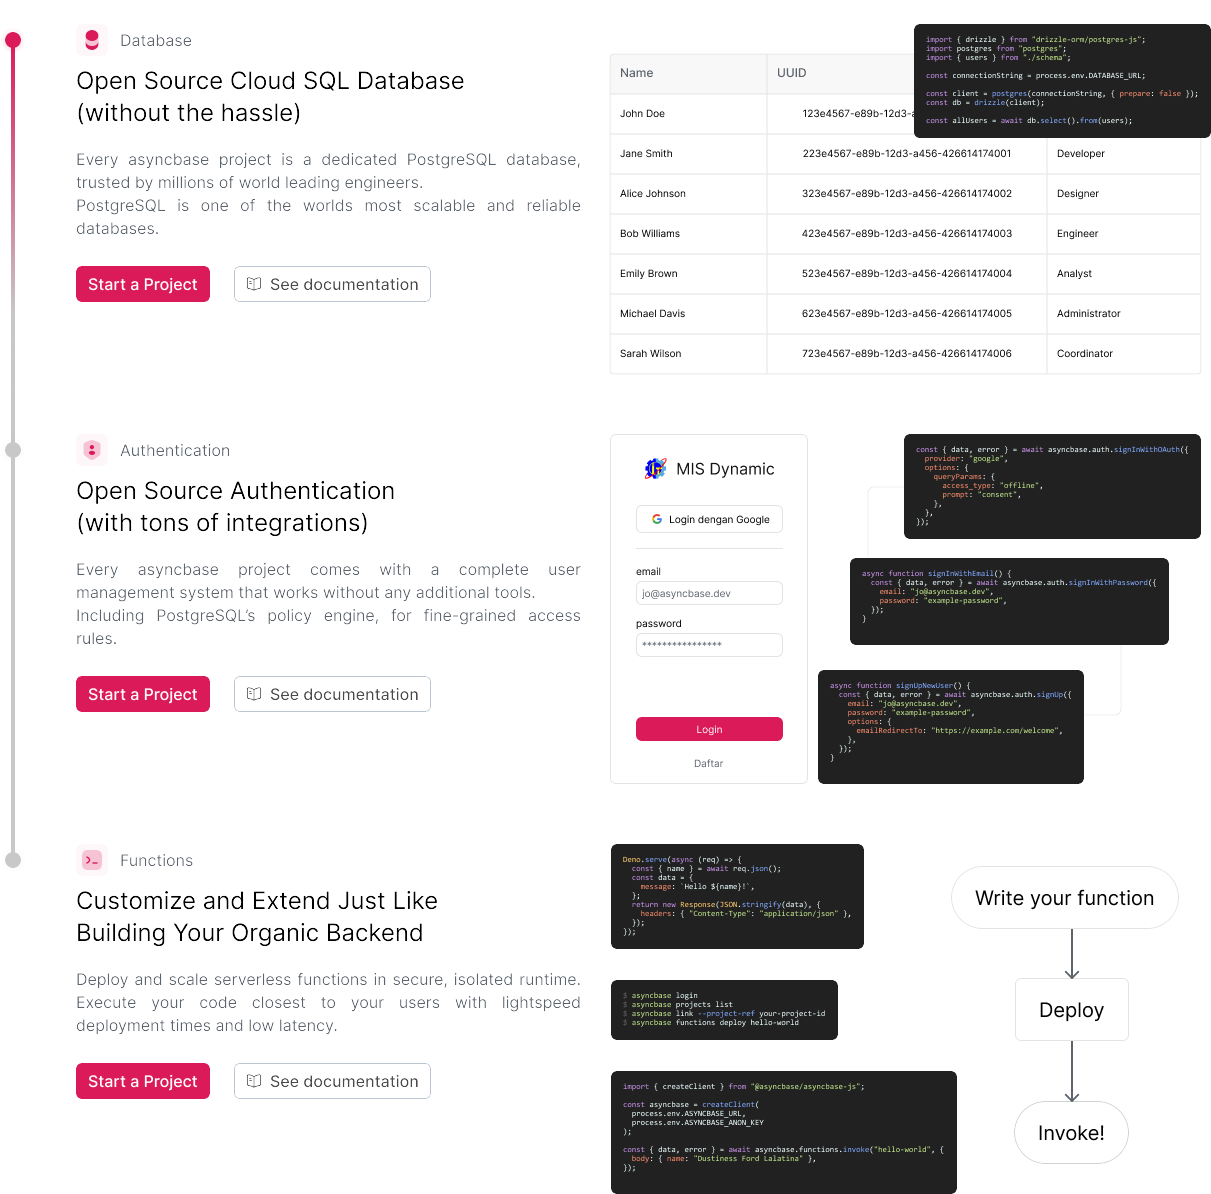 Database
Open Source Cloud SQL Database
(without the hassle)
Every asyncbase project is a dedicated PostgreSQL database,
trusted by millions of world leading engineers.
PostgreSQL is one of the worlds most scalable and reliable
databases.
Start a Project
See documentation
Name
UUID
John Doe
123e4567-e89b-12d3-a
Jane Smith
223e4567-e89b-12d3-a456-426614174001
Developer
Alice Johnson
323e4567-e89b-12d3-a456-426614174002
Designer
Bob Williams
423e4567-e89b-12d3-a456-426614174003
Engineer
Emily Brown
523e4567-e89b-12d3-a456-426614174004
Analyst
Michael Davis
623e4567-e89b-12d3-a456-426614174005
Administrator
Sarah Wilson
723e4567-e89b-12d3-a456-426614174006
Coordinator
import { drizzle } from "drizzle-orm/postgres-js";
import postgres from "postgres";
import { users } from "./schema";
const connectionString = process.env.DATABASE_URL;
const client = postgres(connectionString, { prepare: false });
const db = drizzle(client);
const allUsers = await db.select().from(users);
Authentication
Open Source Authentication
(with tons of integrations)
Every asyncbase project comes with a complete user
management system that works without any additional tools.
Including PostgreSQL's policy engine, for fine-grained access
rules.
Start a Project
See documentation
MIS Dynamic
Login dengan Google
email
jo@asyncbase.dev
password
****************
Login
Daftar
const { data, error } = await asyncbase.auth.signInWithOAuth({
provider: "google",
options: {
queryParams: {
access_type: "offline",
prompt: "consent",
},
},
});
async function signInWithEmail() {
const { data, error } = await asyncbase.auth.signInWithPassword({
email: "jo@asyncbase.dev",
password: "example-password",
});
}
async function signUpNewUser() {
const { data, error } = await asyncbase.auth.signUp({
email: "jo@asyncbase.dev",
password: "example-password",
options: {
emailRedirectTo: "https://example.com/welcome",
},
});
}
Functions
Customize and Extend Just Like
Building Your Organic Backend
Deploy and scale serverless functions in secure, isolated runtime.
Execute your code closest to your users with lightspeed
deployment times and low latency.
Start a Project
See documentation
Deno.serve(async (req) => {
const { name } = await req.json();
const data = {
message: `Hello ${name}!`,
};
return new Response(JSON.stringify(data), {
headers: { "Content-Type": "application/json" },
});
});
$ asyncbase login
$ asyncbase projects list
$ asyncbase link --project-ref your-project-id
$ asyncbase functions deploy hello-world
import { createClient } from "@asyncbase/asyncbase-js";
const asyncbase = createClient(
process.env.ASYNCBASE_URL,
process.env.ASYNCBASE_ANON_KEY
);
const { data, error } = await asyncbase.functions.invoke("hello-world", {
body: { name: "Dustiness Ford Lalatina" },
});
Write your function
Deploy
Invoke!